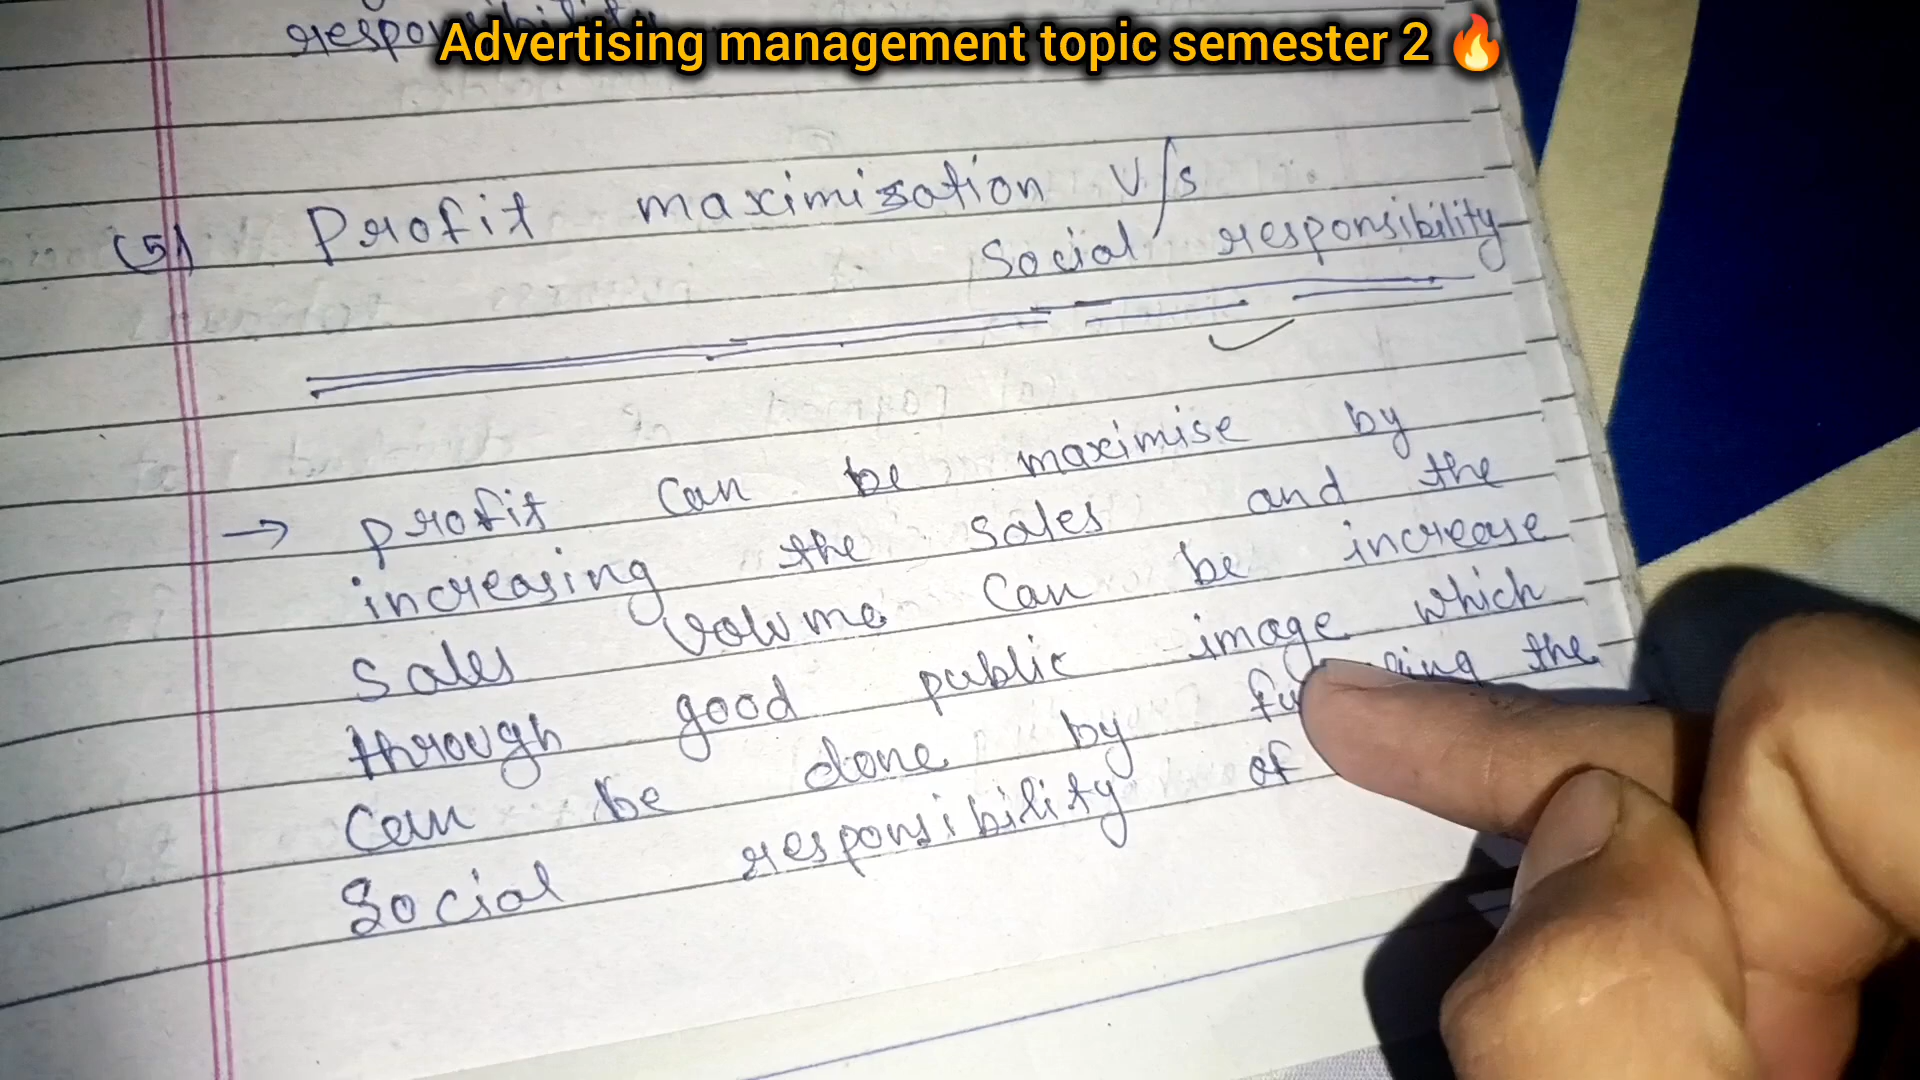 Advertising management topic semester 2 🔥
(5) Profit maximisation v/s
Social responsibility
→ profit can be maximise by
increasing the sales and the
sales volume can be increase
through good public image which
can be done by the
Social responsibility of